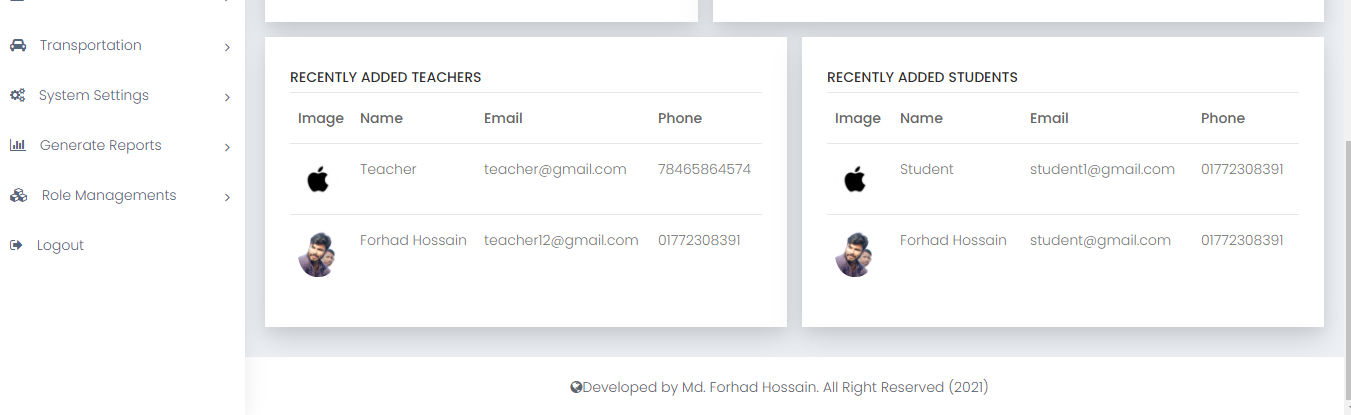 Transportation
System Settings
Generate Reports
Role Managements
Logout
RECENTLY ADDED TEACHERS
Image Name Email Phone
Teacher teacher@gmail.com 78465864574
Forhad Hossain teacher12@gmail.com 01772308391
RECENTLY ADDED STUDENTS
Image Name Email Phone
Student student1@gmail.com 01772308391
Forhad Hossain student@gmail.com 01772308391
Developed by Md. Forhad Hossain. All Right Reserved (2021)